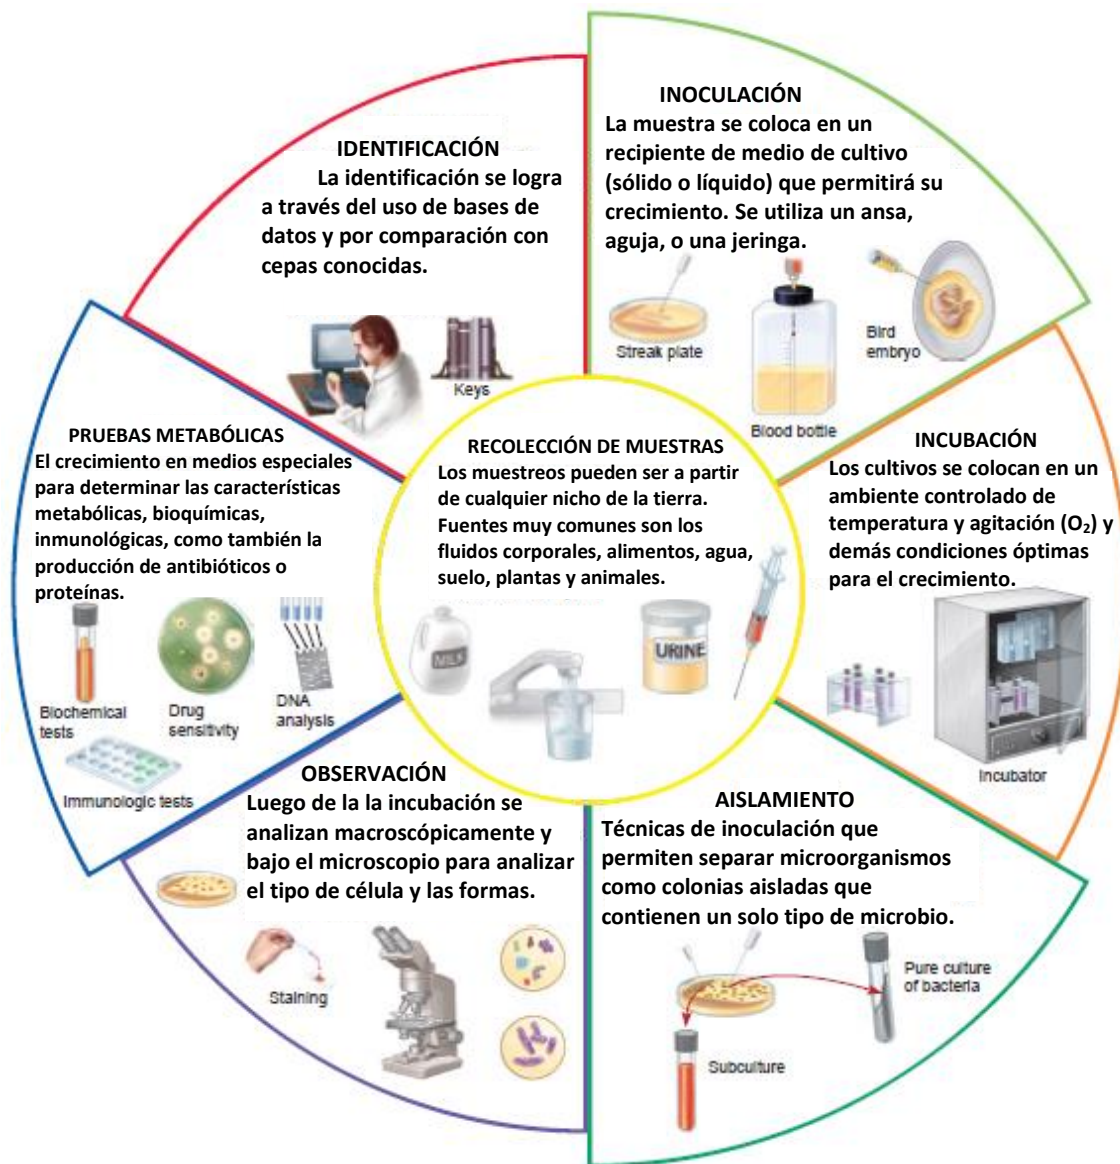 INOCULACIÓN
La muestra se coloca en un
recipiente de medio de cultivo
(sólido o líquido) que permitirá su
crecimiento. Se utiliza un ansa,
aguja, o una jeringa.
Streak plate
Blood bottle
Bird
embryo
INCUBACIÓN
Los cultivos se colocan en un
ambiente controlado de
temperatura y agitación (O₂) y
demás condiciones óptimas
para el crecimiento.
Incubator
AISLAMIENTO
Técnicas de inoculación que
permiten separar microorganismos
como colonias aisladas que
contienen un solo tipo de microbio.
Pure culture
of bacteria
Subculture
OBSERVACIÓN
Luego de la la incubación se
analizan macroscópicamente y
bajo el microscopio para analizar
el tipo de célula y las formas.
Staining
PRUEBAS METABÓLICAS
El crecimiento en medios especiales
para determinar las características
metabólicas, bioquímicas,
inmunológicas, como también la
producción de antibióticos o
proteínas.
Biochemical
tests
Drug
sensitivity
DNA
analysis
Immunologic tests
IDENTIFICACIÓN
La identificación se logra
a través del uso de bases de
datos y por comparación con
cepas conocidas.
Keys
RECOLECCIÓN DE MUESTRAS
Los muestreos pueden ser a partir
de cualquier nicho de la tierra.
Fuentes muy comunes son los
fluidos corporales, alimentos, agua,
suelo, plantas y animales.
MILK
URINE